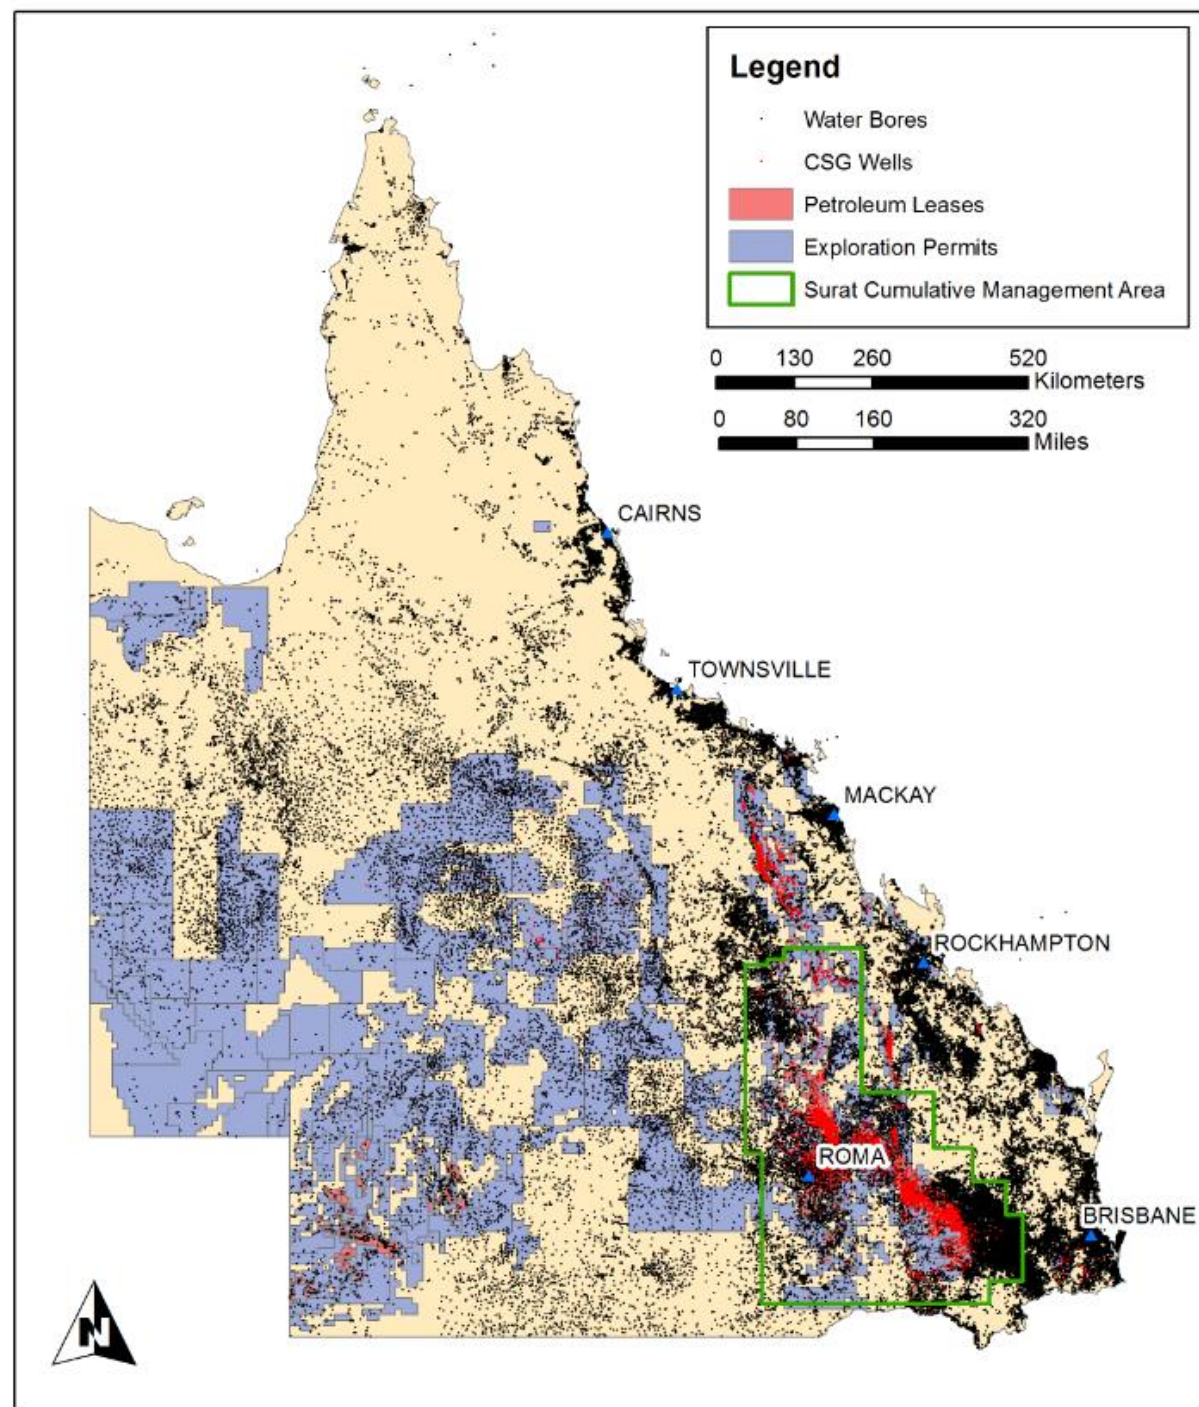 Legend
Water Bores
CSG Wells
Petroleum Leases
Exploration Permits
Surat Cumulative Management Area
0 130 260 520
Kilometers
0 80 160 320
Miles
CAIRNS
TOWNSVILLE
MACKAY
ROCKHAMPTON
ROMA
BRISBANE
N